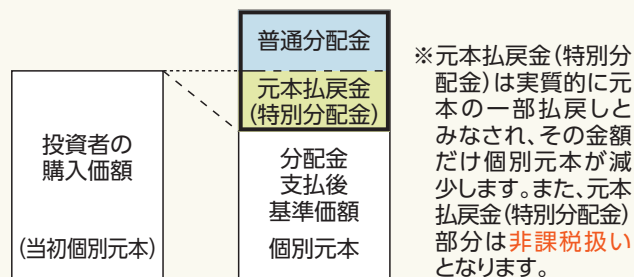 普通分配金
元本払戻金
(特別分配金)
投資者の
購入価額
(当初個別元本)
分配金
支払後
基準価額
個別元本
※元本払戻金(特別分
配金)は実質的に元
本の一部払戻しと
みなされ、その金額
だけ個別元本が減
少します。また、元本
払戻金(特別分配金)
部分は非課税扱い
となります。